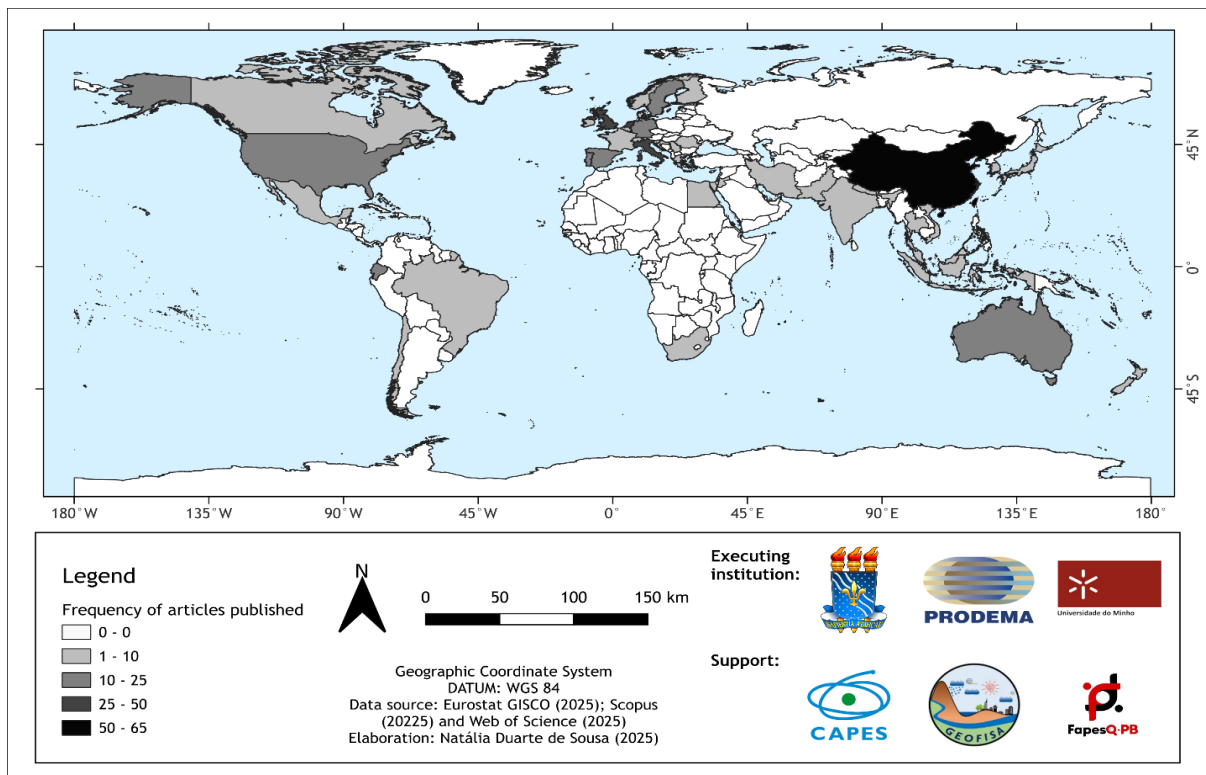 45°N
0°
45°S
180°W
135°W
90°W
45°W
0°
45°E
90°E
135°E
180°
Legend
Frequency of articles published
0 - 0
1 - 10
10 - 25
25 - 50
50 - 65
N
0 50 100 150 km
Geographic Coordinate System
DATUM: WGS 84
Data source: Eurostat GISCO (2025); Scopus
(20225) and Web of Science (2025)
Elaboration: Natália Duarte de Sousa (2025)
Executing
institution:
PRODEMA
Universidade do Minho
Support:
CAPES
GEOFISA
FapesQ-PB